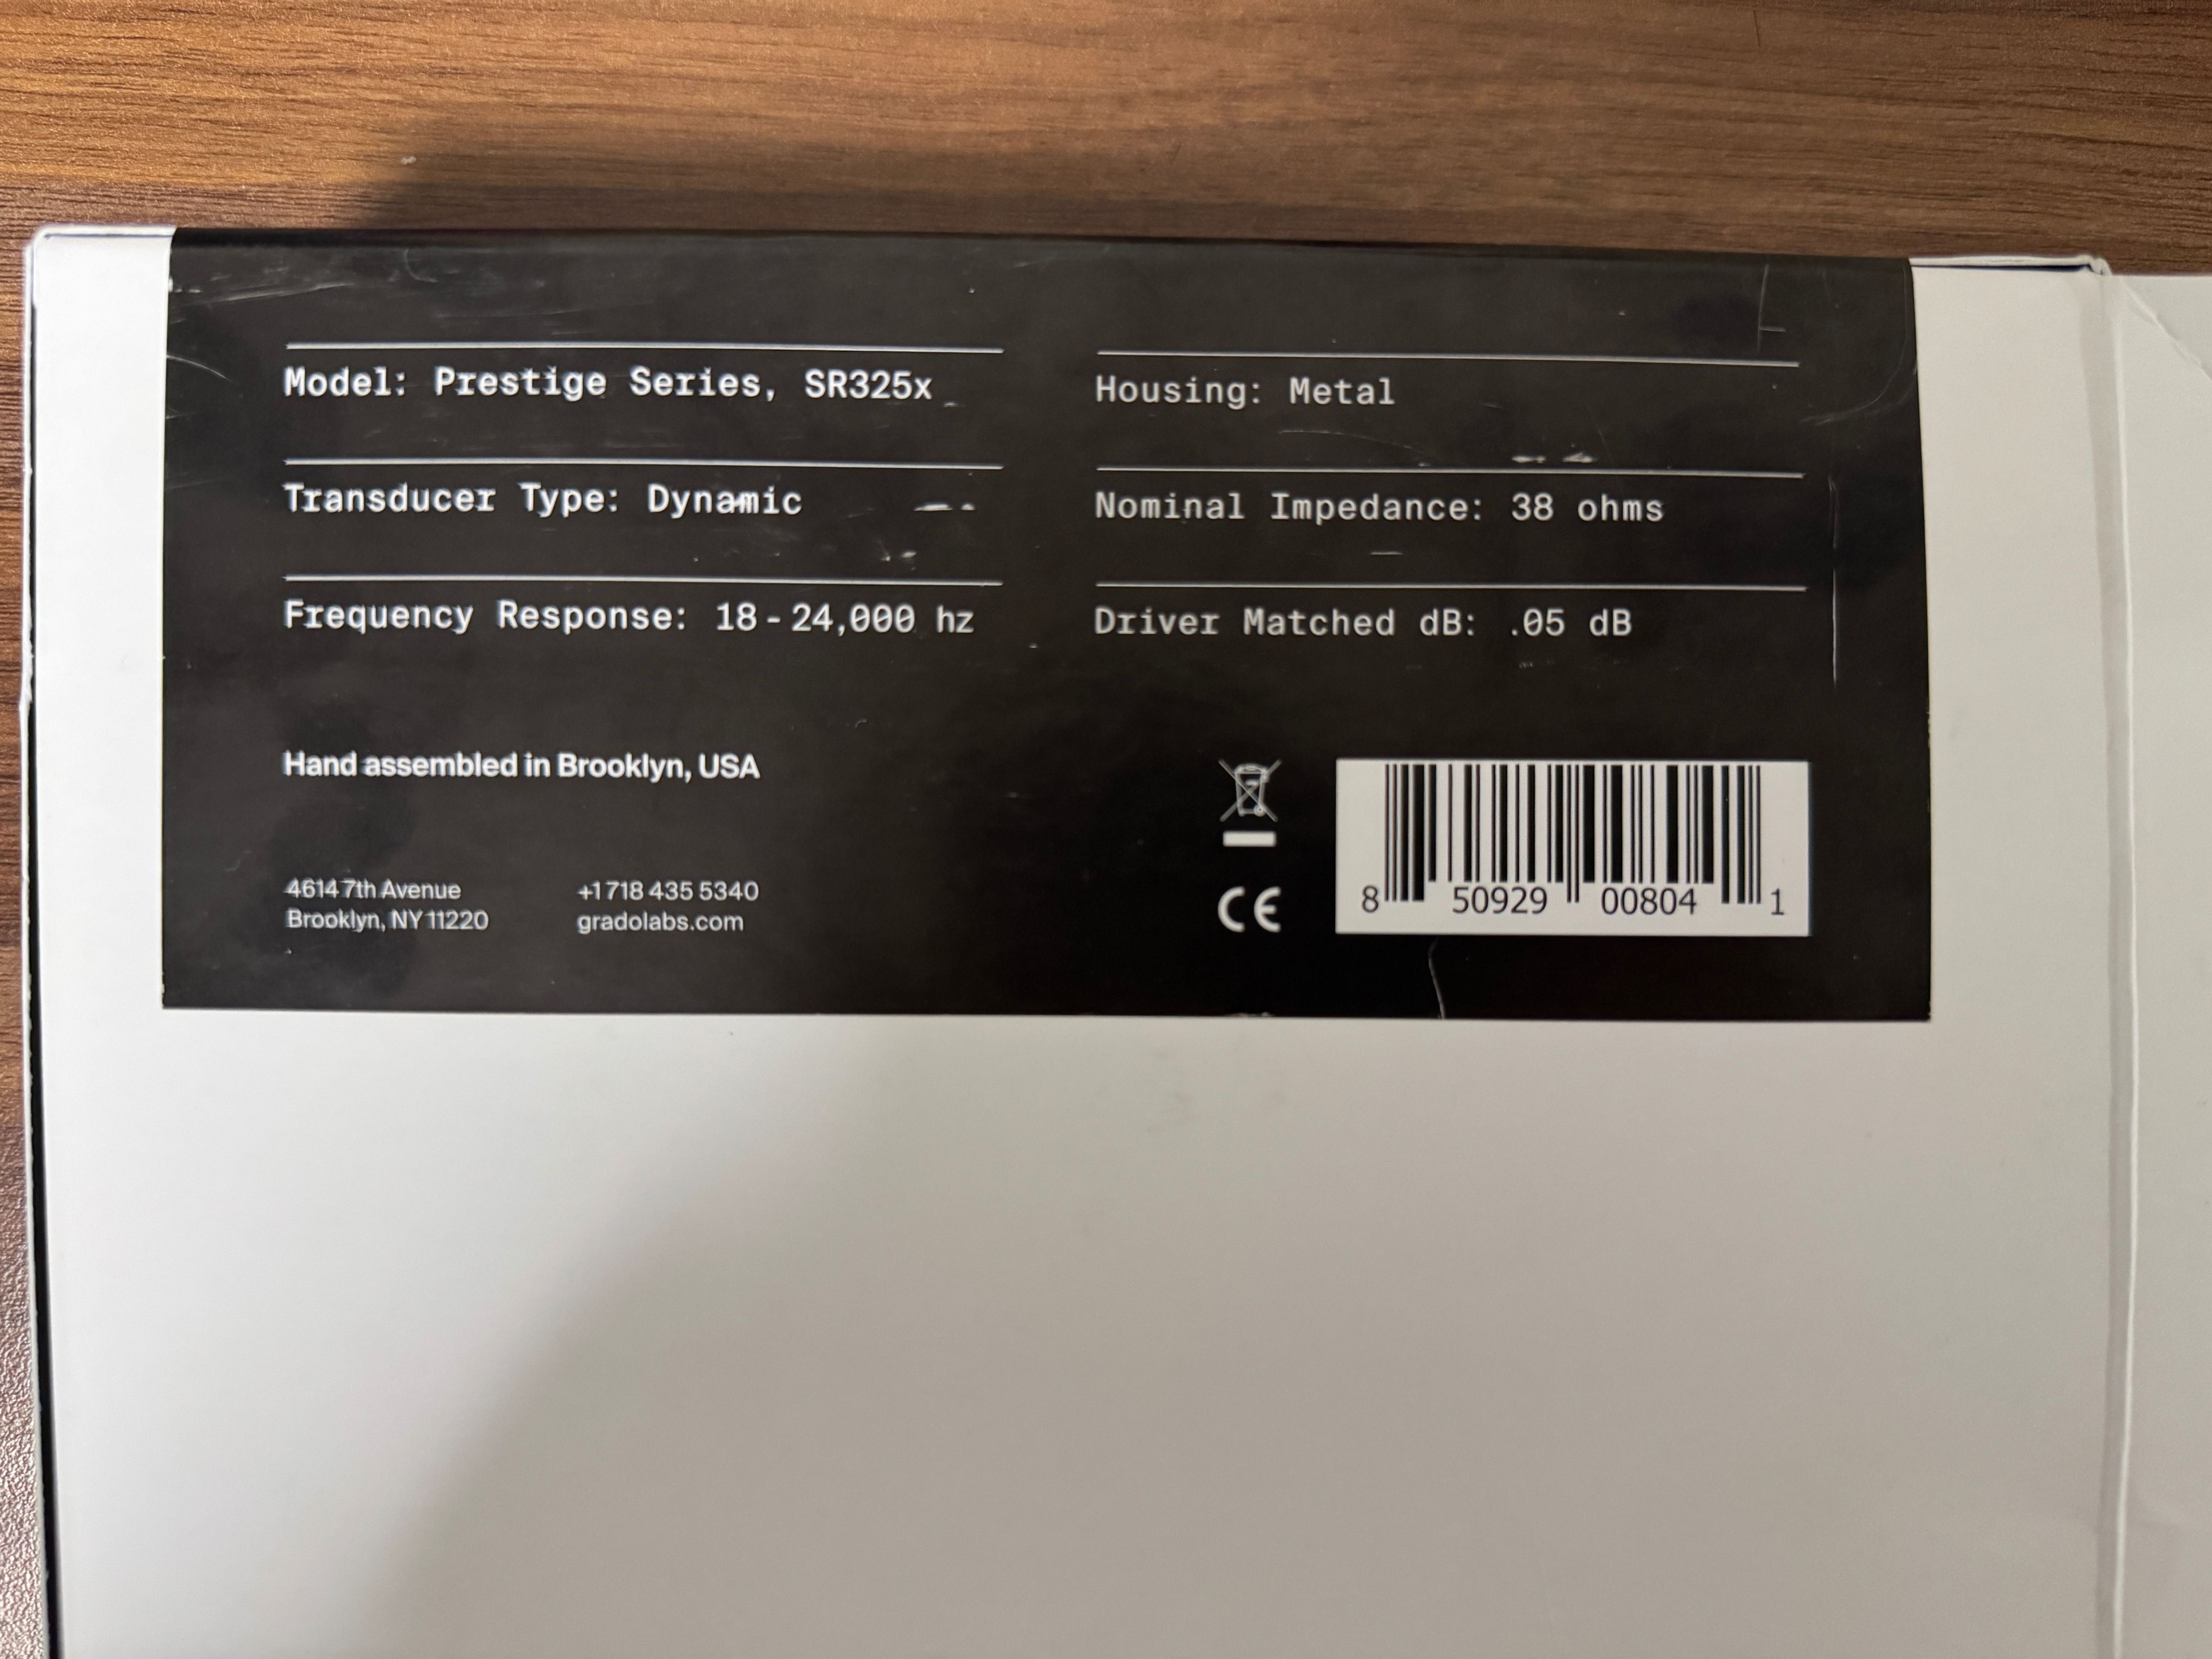 Model: Prestige Series, SR325x
Housing: Metal
Transducer Type: Dynamic
Nominal Impedance: 38 ohms
Frequency Response: 18-24,000 hz
Driver Matched dB: .05 dB
Hand assembled in Brooklyn, USA
4614 7th Avenue
Brooklyn, NY 11220
+1 718 435 5340
gradolabs.com
CE
8 50929 00804 1